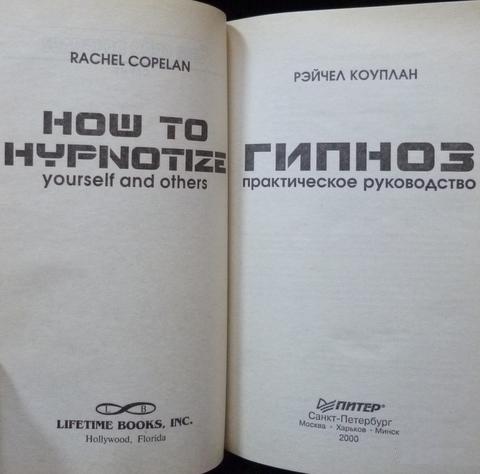 RACHEL COPELAN
HOW TO
HYPNOTIZE
yourself and others
L B
LIFETIME BOOKS, INC.
Hollywood, Florida
РЭЙЧЕЛ КОУПЛАН
ГИПНОЗ
практическое руководство
ПИТЕР®
Санкт-Петербург
Москва · Харьков · Минск
2000